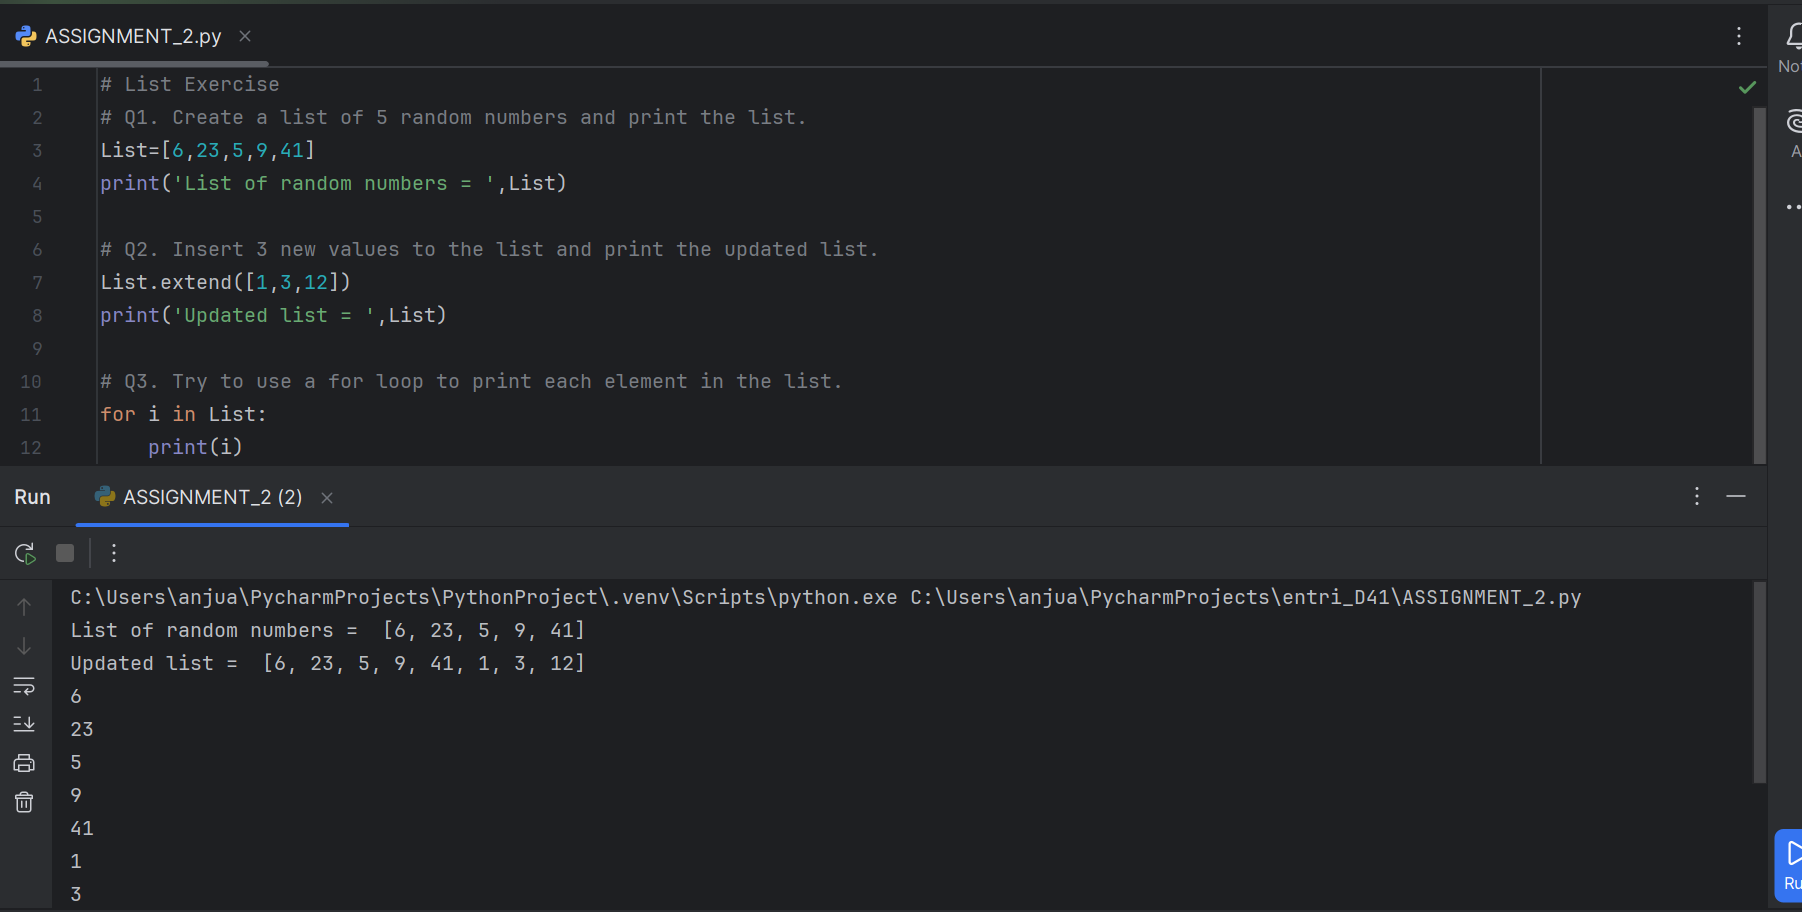 ASSIGNMENT_2.py
1 # List Exercise
2 # Q1. Create a list of 5 random numbers and print the list.
3 List=[6,23,5,9,41]
4 print('List of random numbers = ',List)
5
6 # Q2. Insert 3 new values to the list and print the updated list.
7 List.extend([1,3,12])
8 print('Updated list = ',List)
9
10 # Q3. Try to use a for loop to print each element in the list.
11 for i in List:
12     print(i)
Run ASSIGNMENT_2 (2)
C:\Users\anjua\PycharmProjects\PythonProject\.venv\Scripts\python.exe C:\Users\anjua\PycharmProjects\entri_D41\ASSIGNMENT_2.py
List of random numbers =  [6, 23, 5, 9, 41]
Updated list =  [6, 23, 5, 9, 41, 1, 3, 12]
6
23
5
9
41
1
3